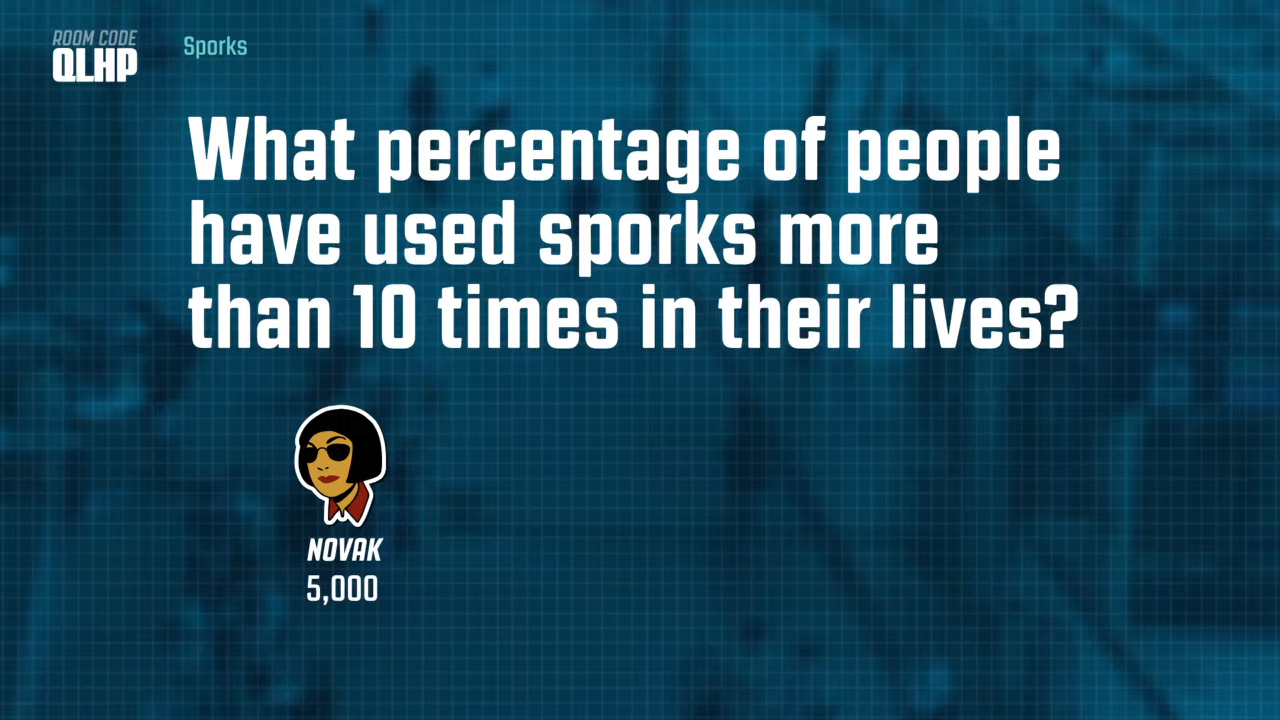 ROOM CODE
QLHP
Sporks
What percentage of people
have used sporks more
than 10 times in their lives?
NOVAK
5,000